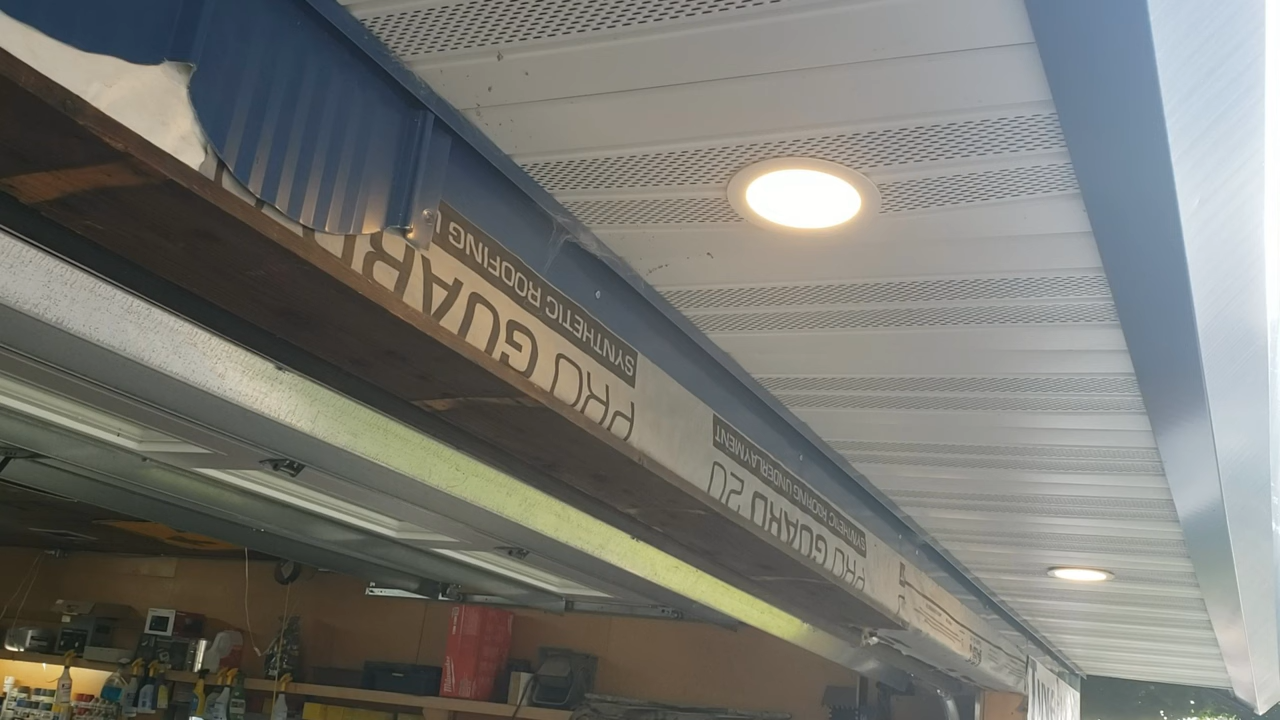 SYNTHETIC ROOFING
PRO GUARD
SYNTHETIC ROOFING UNDERLAYMENT
PRO GUARD 20